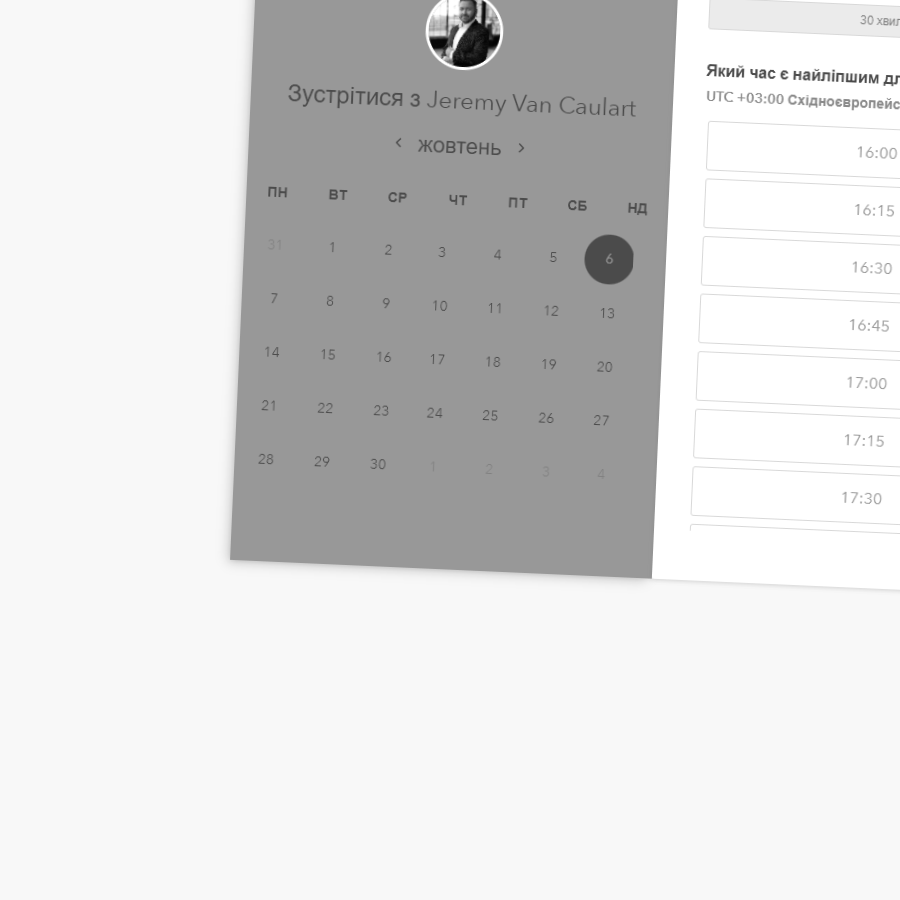 Зустрітися з Jeremy Van Caulart
‹ жовтень ›
ПН ВТ СР ЧТ ПТ СБ НД
31 1 2 3 4 5 6
7 8 9 10 11 12 13
14 15 16 17 18 19 20
21 22 23 24 25 26 27
28 29 30 1 2 3 4
30
Який час є найліпшим
UTC +03:00
16:00
16:15
16:30
16:45
17:00
17:15
17:30